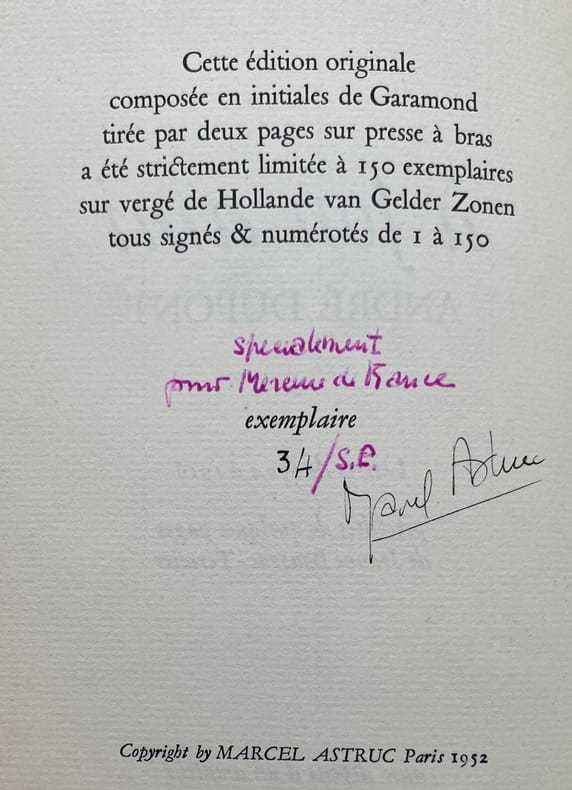 Cette édition originale
composée en initiales de Garamond
tirée par deux pages sur presse à bras
a été strictement limitée à 150 exemplaires
sur vergé de Hollande van Gelder Zonen
tous signés & numérotés de 1 à 150
spécialement
pour Mercure de France
exemplaire
34/S.P.
Marcel Astruc
Copyright by MARCEL ASTRUC Paris 1952